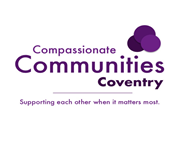 Compassionate
Communities
Coventry
Supporting each other when it matters most.